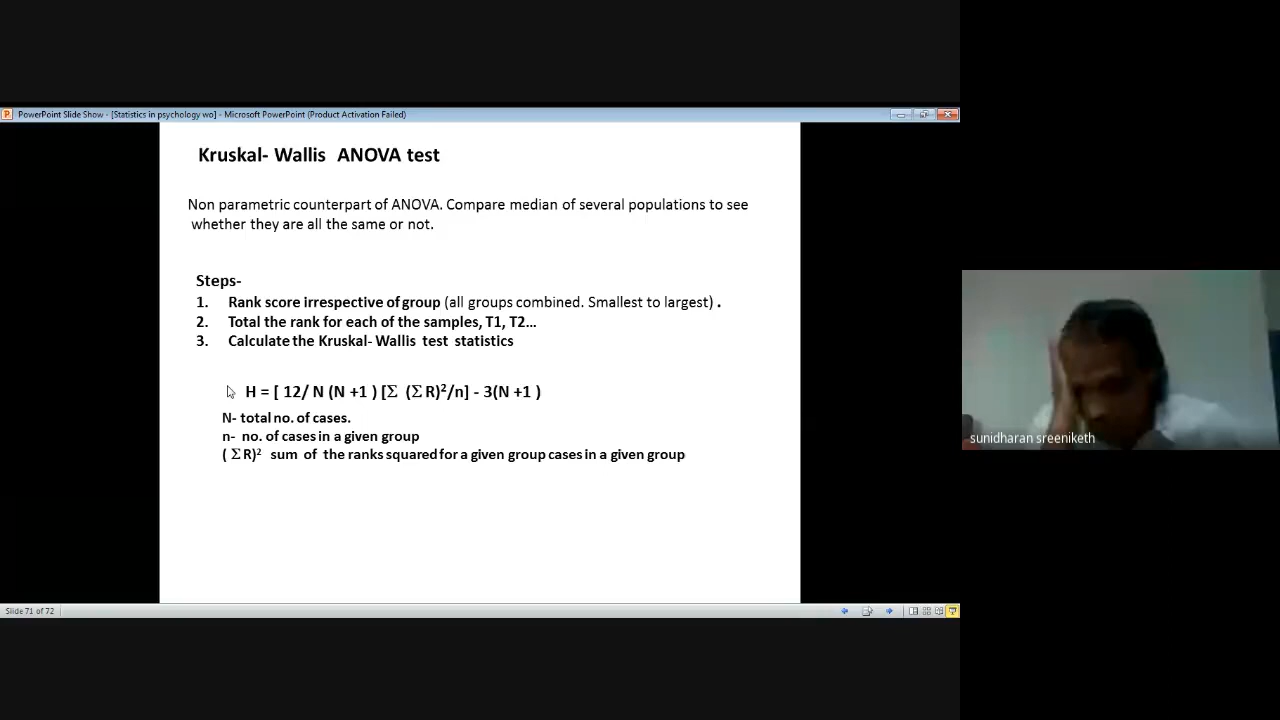 PowerPoint Slide Show - [Statistics in psychology wo] - Microsoft PowerPoint (Product Activation Failed)
Kruskal- Wallis ANOVA test
Non parametric counterpart of ANOVA. Compare median of several populations to see
whether they are all the same or not.
Steps-
1. Rank score irrespective of group (all groups combined. Smallest to largest) .
2. Total the rank for each of the samples, T1, T2...
3. Calculate the Kruskal- Wallis test statistics
H = [ 12/ N (N +1 ) [Σ (Σ R)²/n] - 3(N +1 )
N- total no. of cases.
n- no. of cases in a given group
( Σ R)² sum of the ranks squared for a given group cases in a given group
sunidharan sreeniketh
Slide 71 of 72